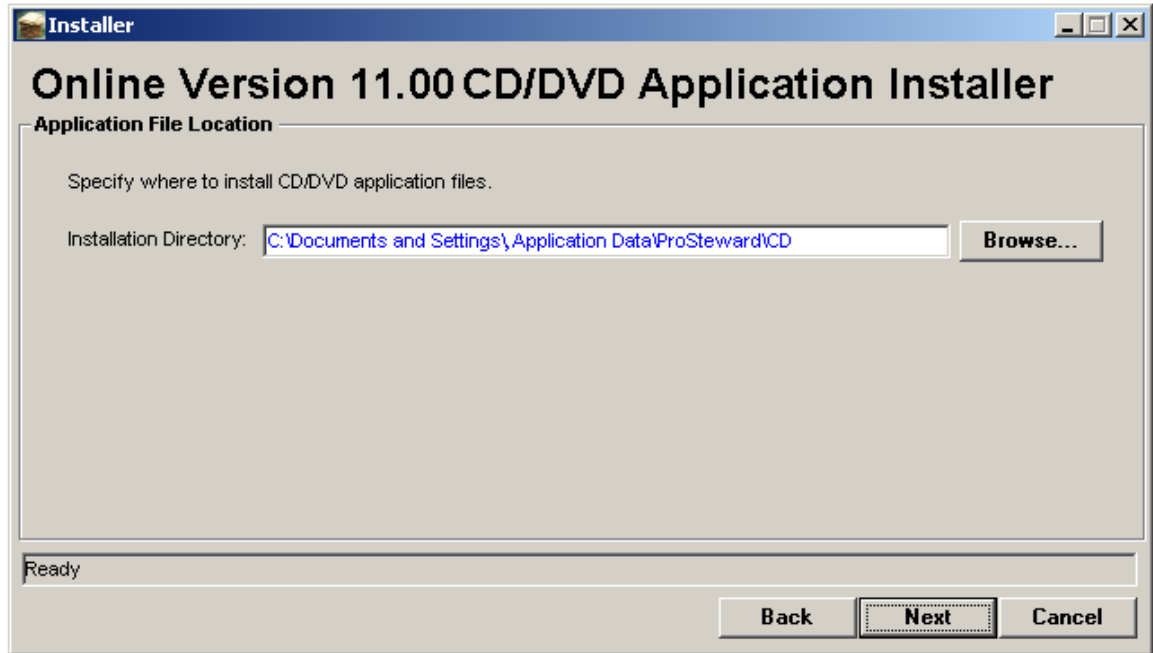 Installer
Online Version 11.00 CD/DVD Application Installer
Application File Location
Specify where to install CD/DVD application files.
Installation Directory: C:\Documents and Settings\, Application Data\ProSteward\CD Browse...
Ready
Back Next Cancel